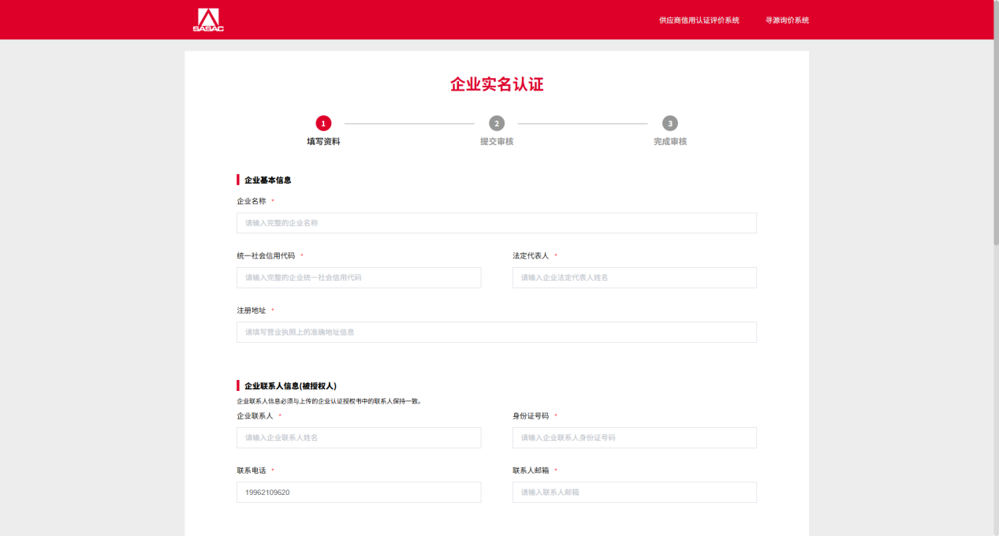 SASAC
供应商信用认证评价系统 寻源询价系统
企业实名认证
1 2 3
填写资料 提交审核 完成审核
企业基本信息
企业名称 *
请输入完整的企业名称
统一社会信用代码 * 法定代表人 *
请输入完整的企业统一社会信用代码 请输入企业法定代表人姓名
注册地址 *
请填写营业执照上的准确地址信息
企业联系人信息(被授权人)
企业联系人信息必须与上传的企业认证授权书中的联系人保持一致。
企业联系人 * 身份证号码 *
请输入企业联系人姓名 请输入企业联系人身份证号码
联系电话 * 联系人邮箱 *
19962109620 请输入联系人邮箱